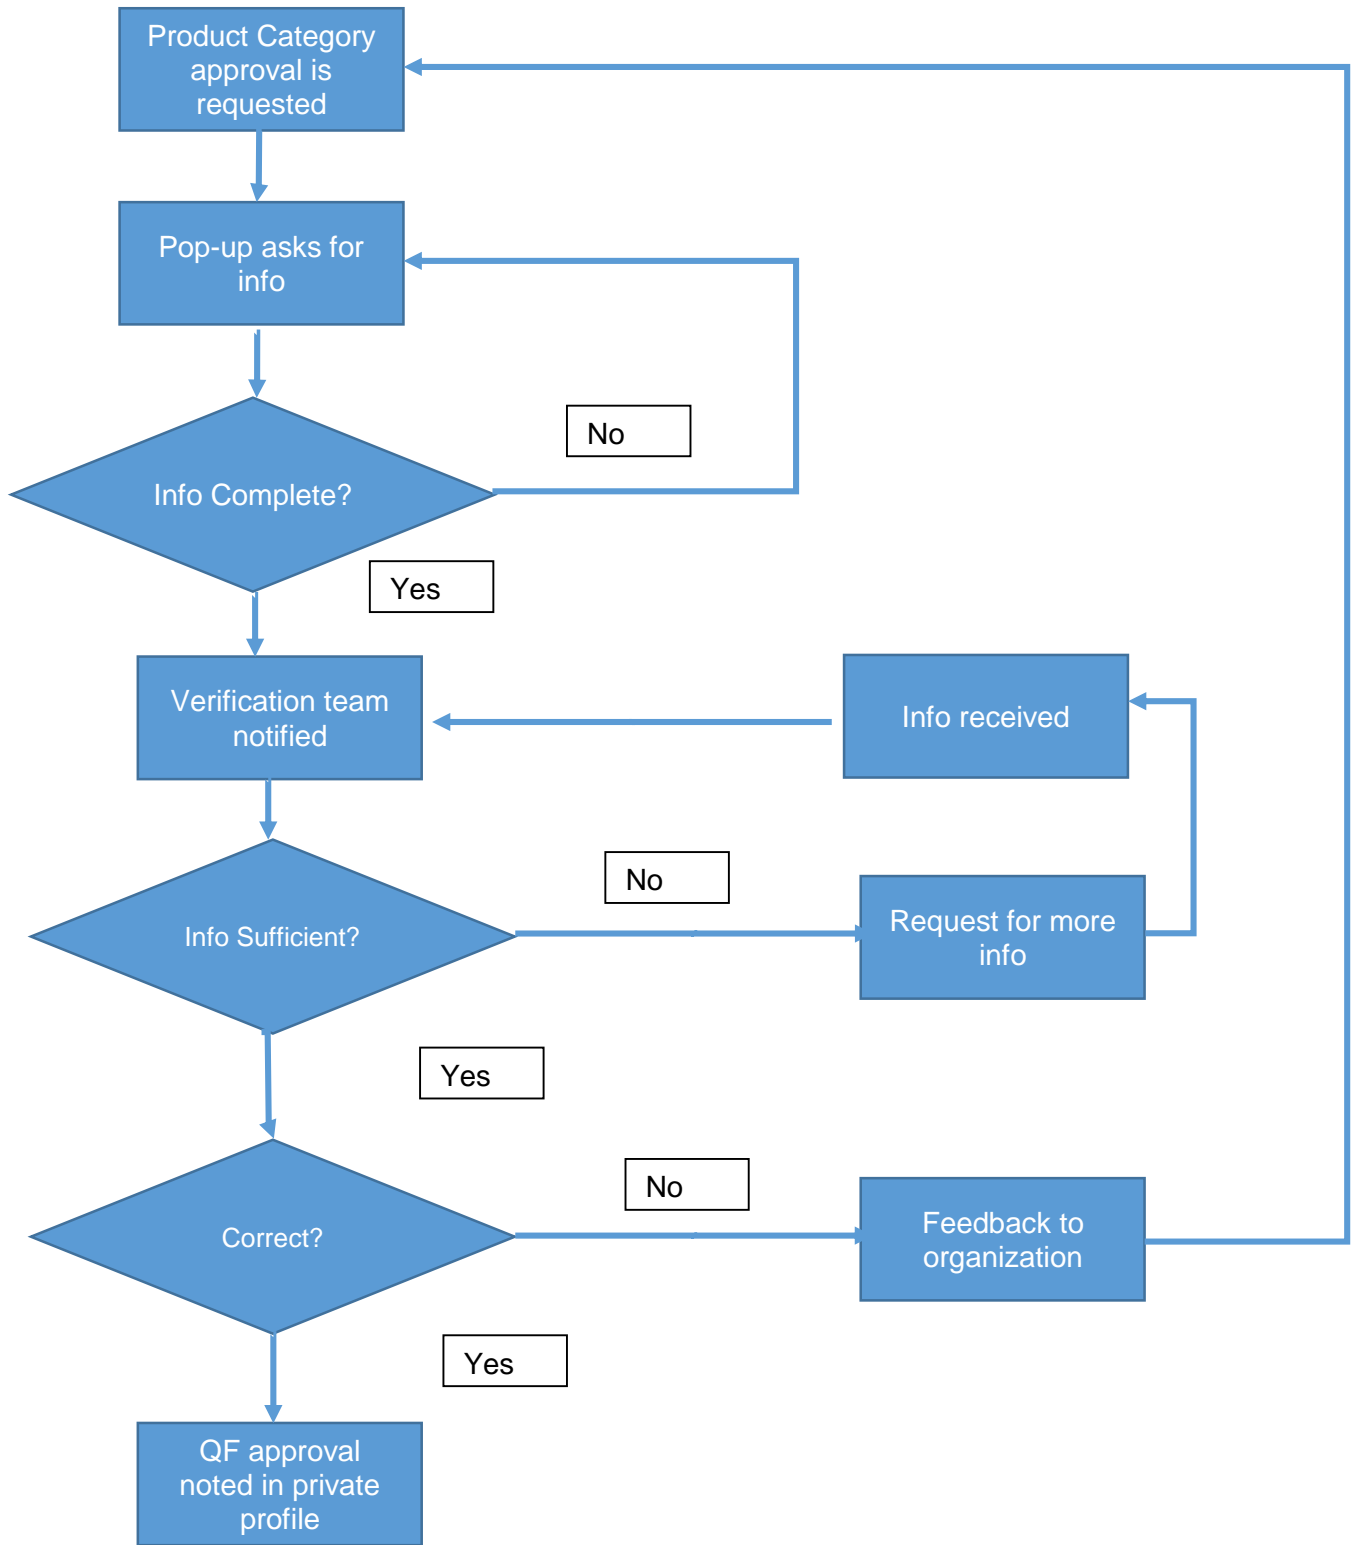 Product Category
approval is
requested
Pop-up asks for
info
No
Info Complete?
Yes
Verification team
notified
Info received
No
Info Sufficient?
Request for more
info
Yes
No
Correct?
Feedback to
organization
Yes
QF approval
noted in private
profile